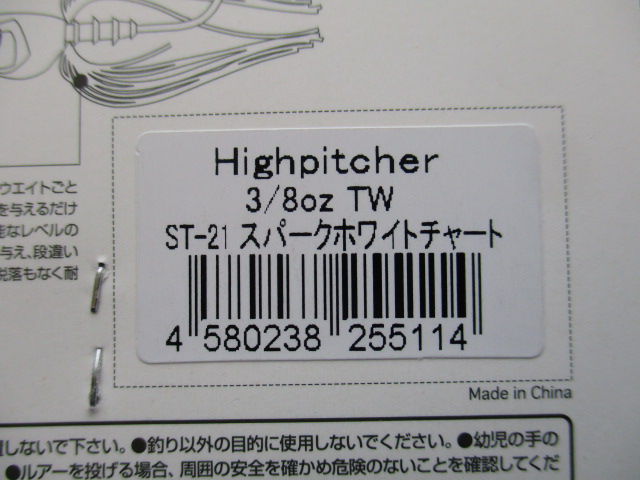 ウエイトごと
を与えるだけ
なレベルの
与え、段違い
脱落もなく耐
Highpitcher
3/8oz TW
ST-21 スパークホワイトチャート
4 580238 255114
Made in China
しないで下さい。●釣り以外の目的に使用しないでください。●幼児の手の
●ルアーを投げる場合、周囲の安全を確かめ危険のないことを確認してくだ